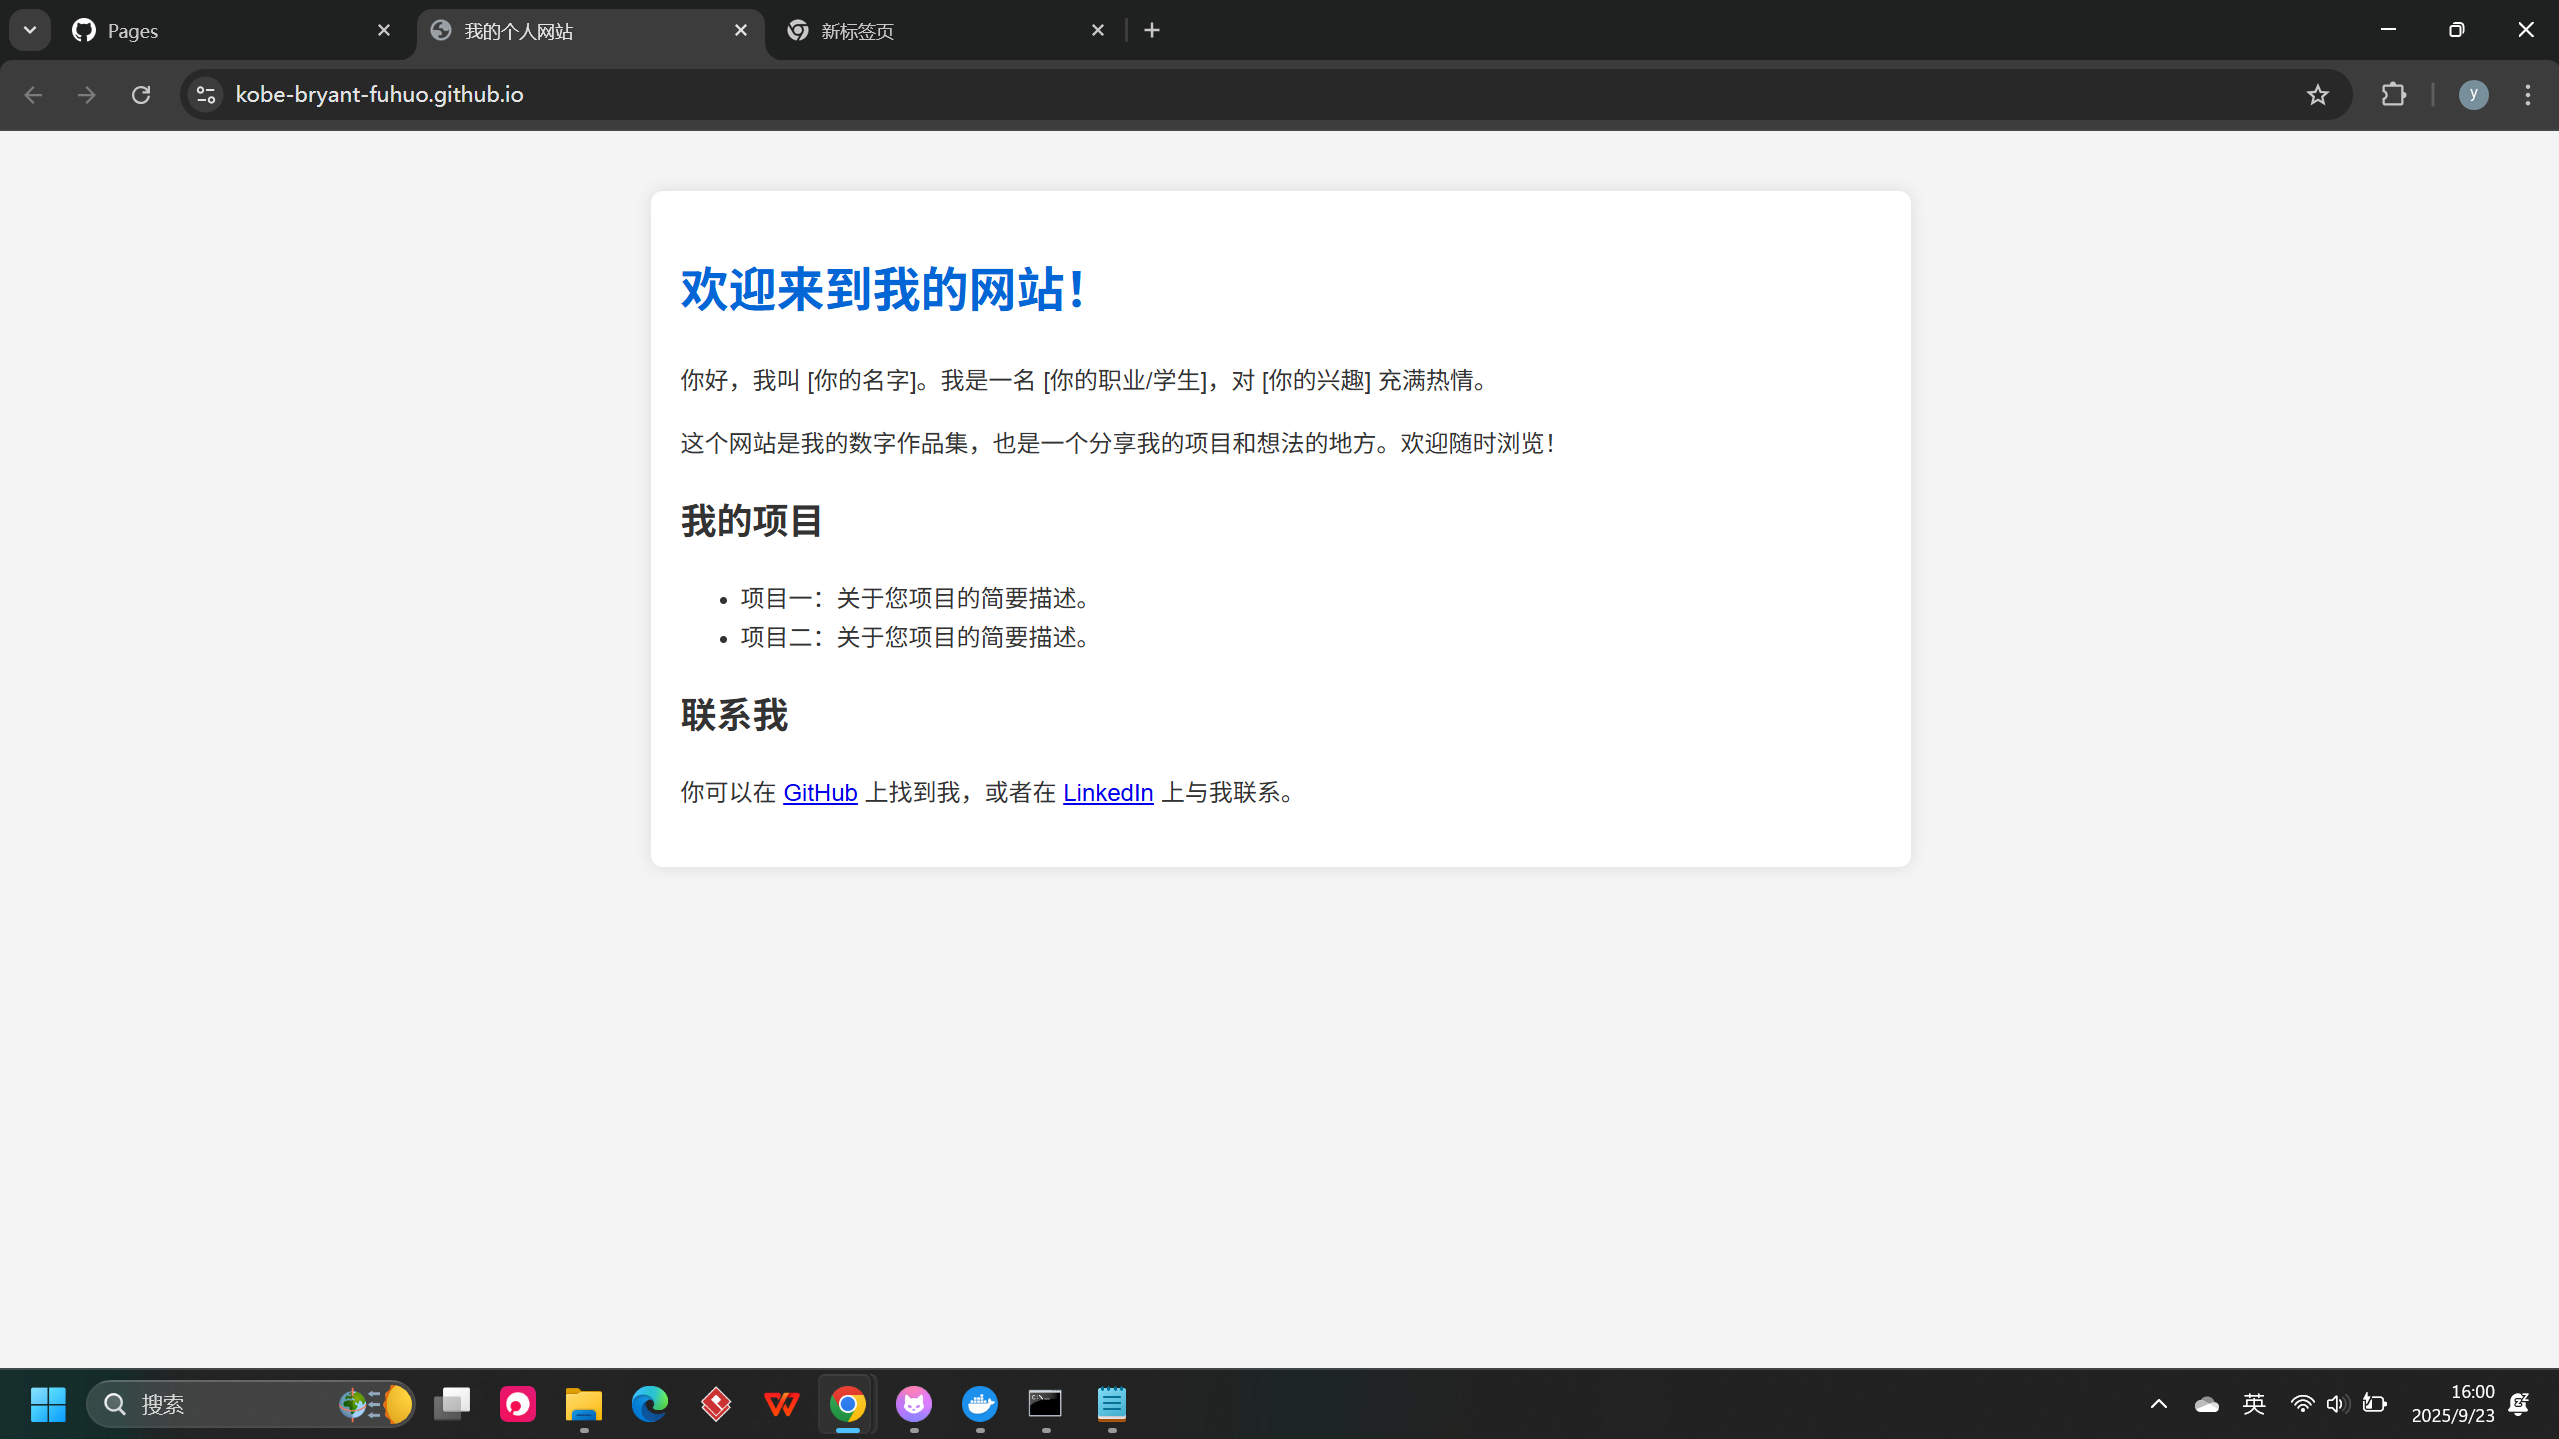 Pages
我的个人网站
新标签页
kobe-bryant-fuhuo.github.io
y
欢迎来到我的网站！
你好，我叫 [你的名字]。我是一名 [你的职业/学生]，对 [你的兴趣] 充满热情。
这个网站是我的数字作品集，也是一个分享我的项目和想法的地方。欢迎随时浏览！
我的项目
• 项目一：关于您项目的简要描述。
• 项目二：关于您项目的简要描述。
联系我
你可以在 GitHub 上找到我，或者在 LinkedIn 上与我联系。
搜索
英
16:00
2025/9/23